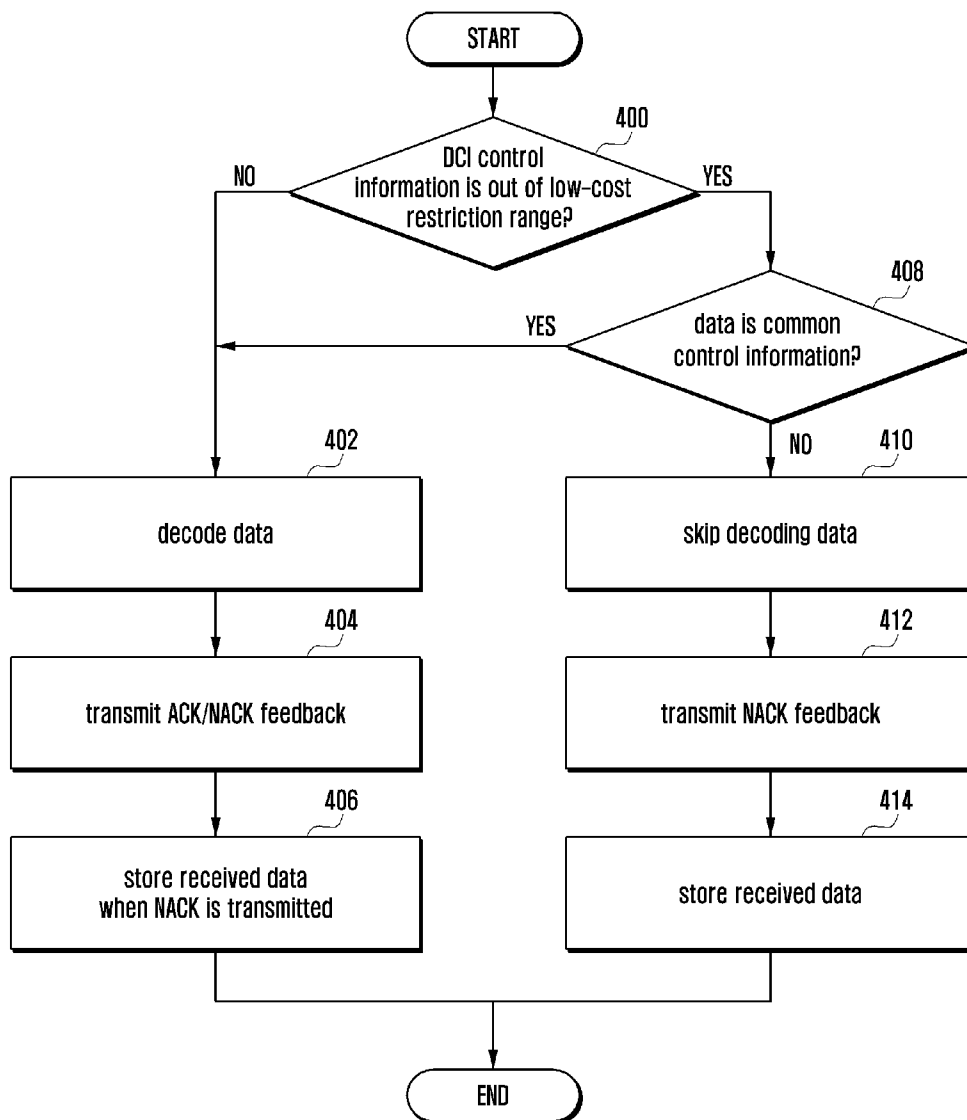 START
400
DCI control
information is out of low-cost
restriction range?
NO
YES
408
data is common
control information?
YES
NO
402
decode data
410
skip decoding data
404
transmit ACK/NACK feedback
412
transmit NACK feedback
406
store received data
when NACK is transmitted
414
store received data
END